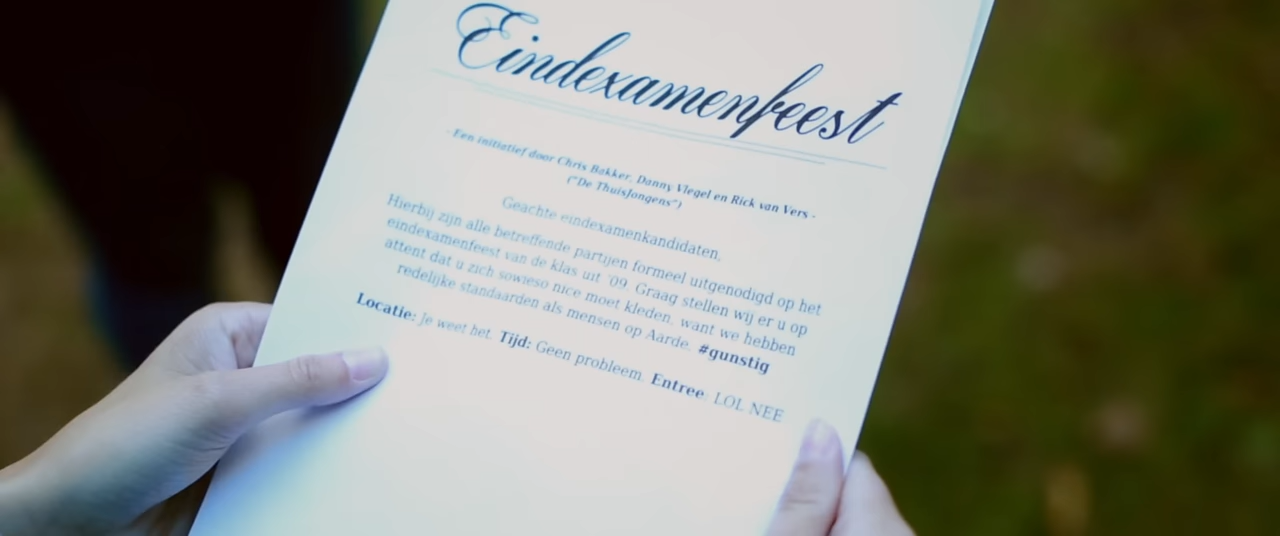 Eindexamenfeest
- Een initiatief door Chris Bakker, Danny Vlegel en Rick van Vers -
("De ThuisJongens")
Geachte eindexamenkandidaten,
Hierbij zijn alle betreffende partijen formeel uitgenodigd op het
eindexamenfeest van de klas uit '09. Graag stellen wij er u op
attent dat u zich sowieso nice moet kleden, want we hebben
redelijke standaarden als mensen op Aarde. #gunstig
Locatie: Je weet het. Tijd: Geen probleem. Entree: LOL NEE